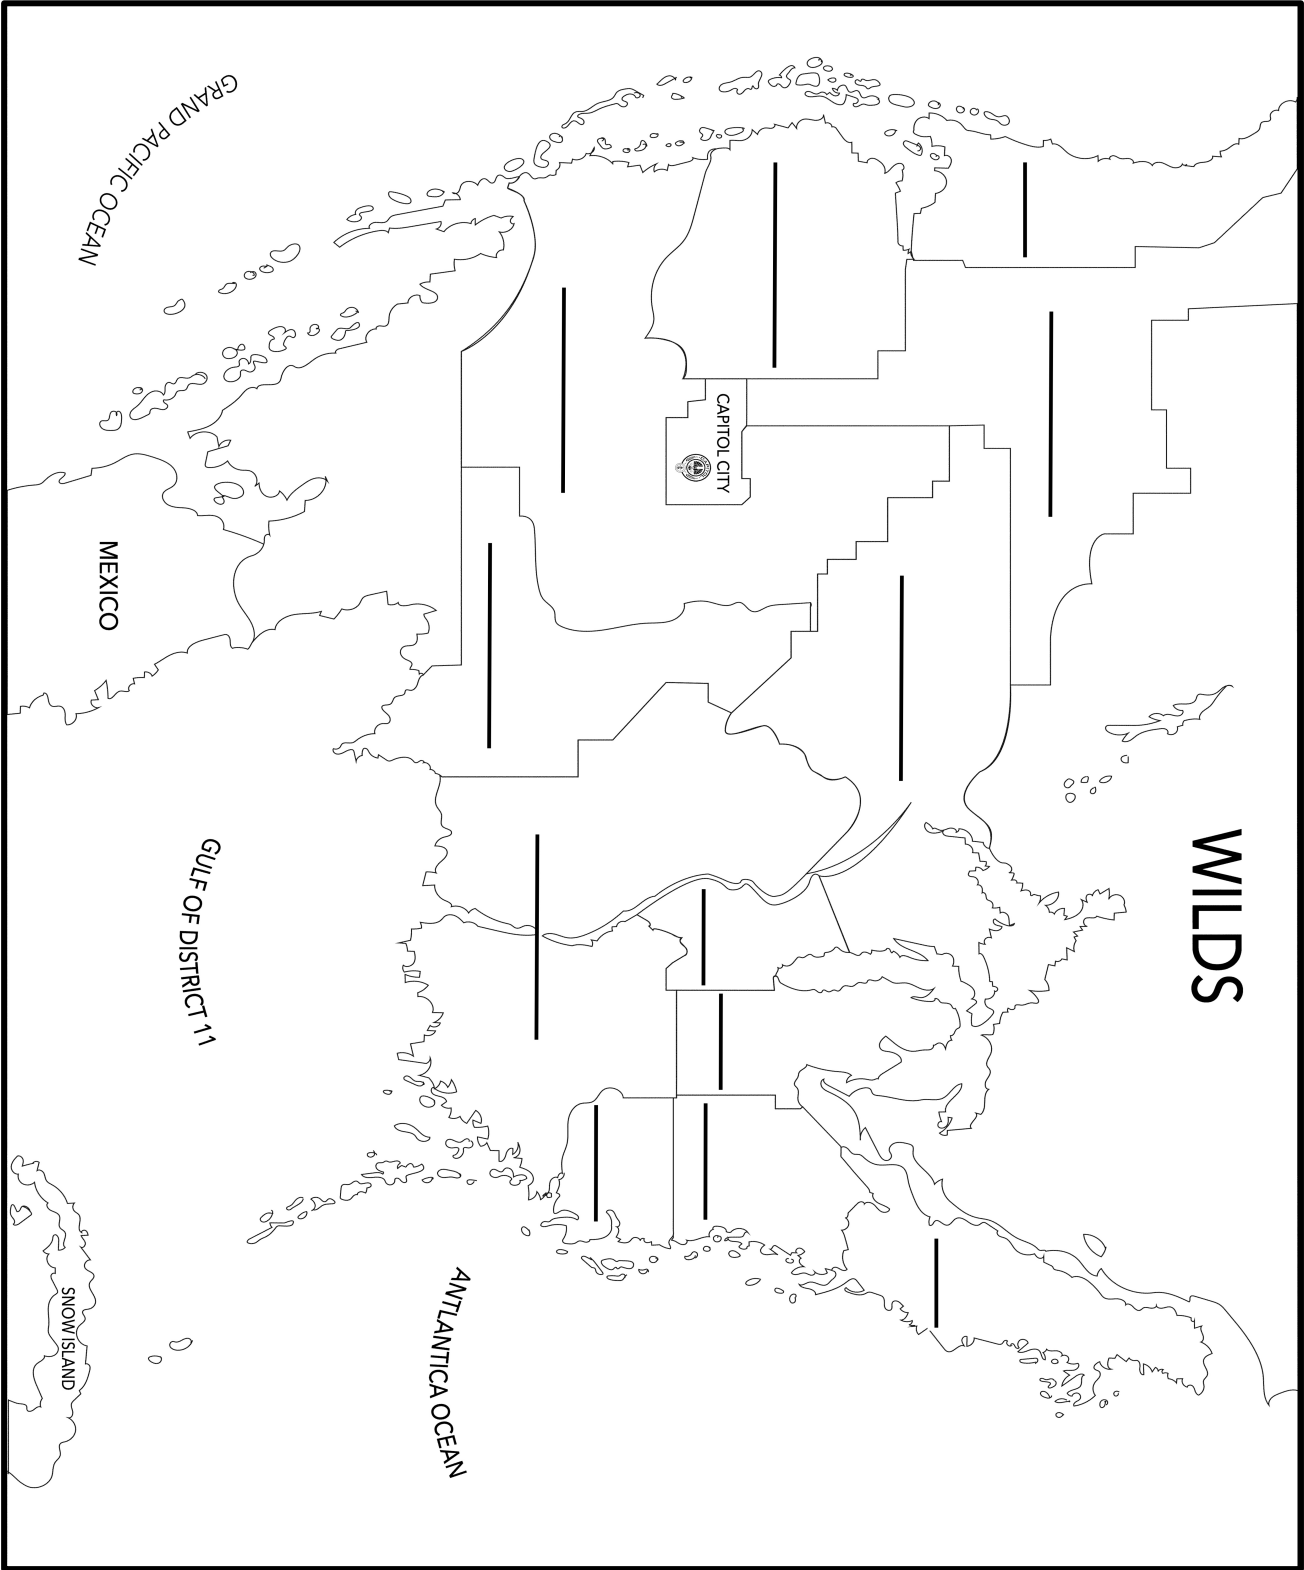 WILDS
CAPITOL CITY
GRAND PACIFIC OCEAN
MEXICO
GULF OF DISTRICT 11
ANTLANTICA OCEAN
SNOW ISLAND